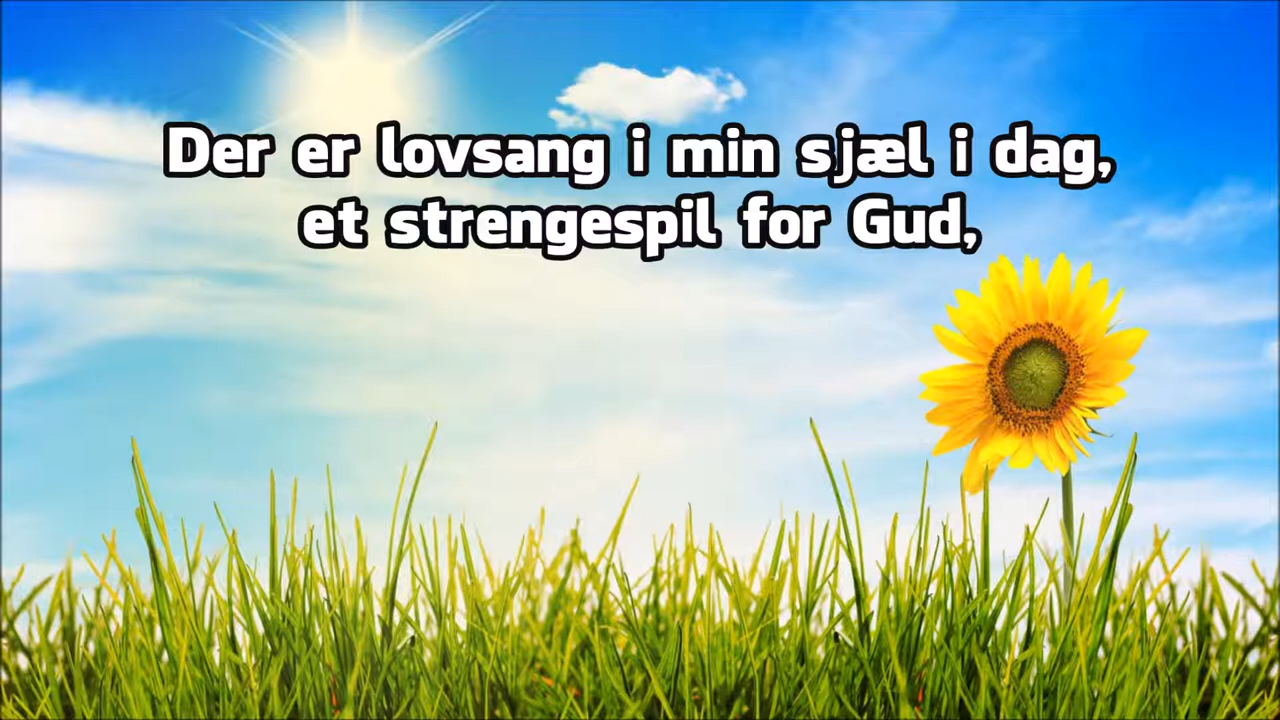 Der er lovsang i min sjæl i dag,
et strengespil for Gud,